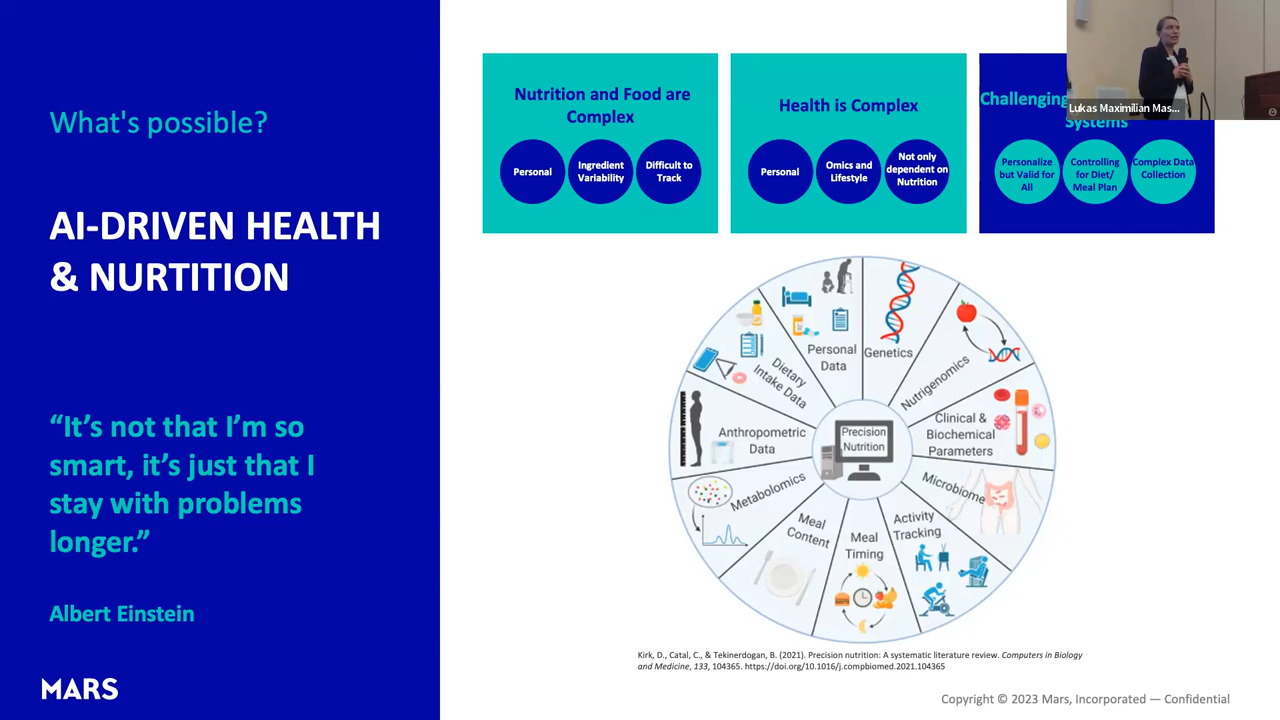 What's possible?
AI-DRIVEN HEALTH
& NURTITION
“It’s not that I’m so
smart, it’s just that I
stay with problems
longer.”
Albert Einstein
MARS
Nutrition and Food are
Complex
Personal
Ingredient
Variability
Difficult to
Track
Health is Complex
Personal
Omics and
Lifestyle
Not only
dependent on
Nutrition
Challenging
Systems
Personalize
but Valid for
All
Controlling
for Diet/
Meal Plan
Complex Data
Collection
Lukas Maximilian Mas...
Precision
Nutrition
Genetics
Nutrigenomics
Clinical &
Biochemical
Parameters
Microbiome
Activity
Tracking
Meal
Timing
Meal
Content
Metabolomics
Anthropometric
Data
Dietary
Intake Data
Personal
Data
Kirk, D., Catal, C., & Tekinerdogan, B. (2021). Precision nutrition: A systematic literature review. Computers in Biology
and Medicine, 133, 104365. https://doi.org/10.1016/j.compbiomed.2021.104365
Copyright © 2023 Mars, Incorporated — Confidential